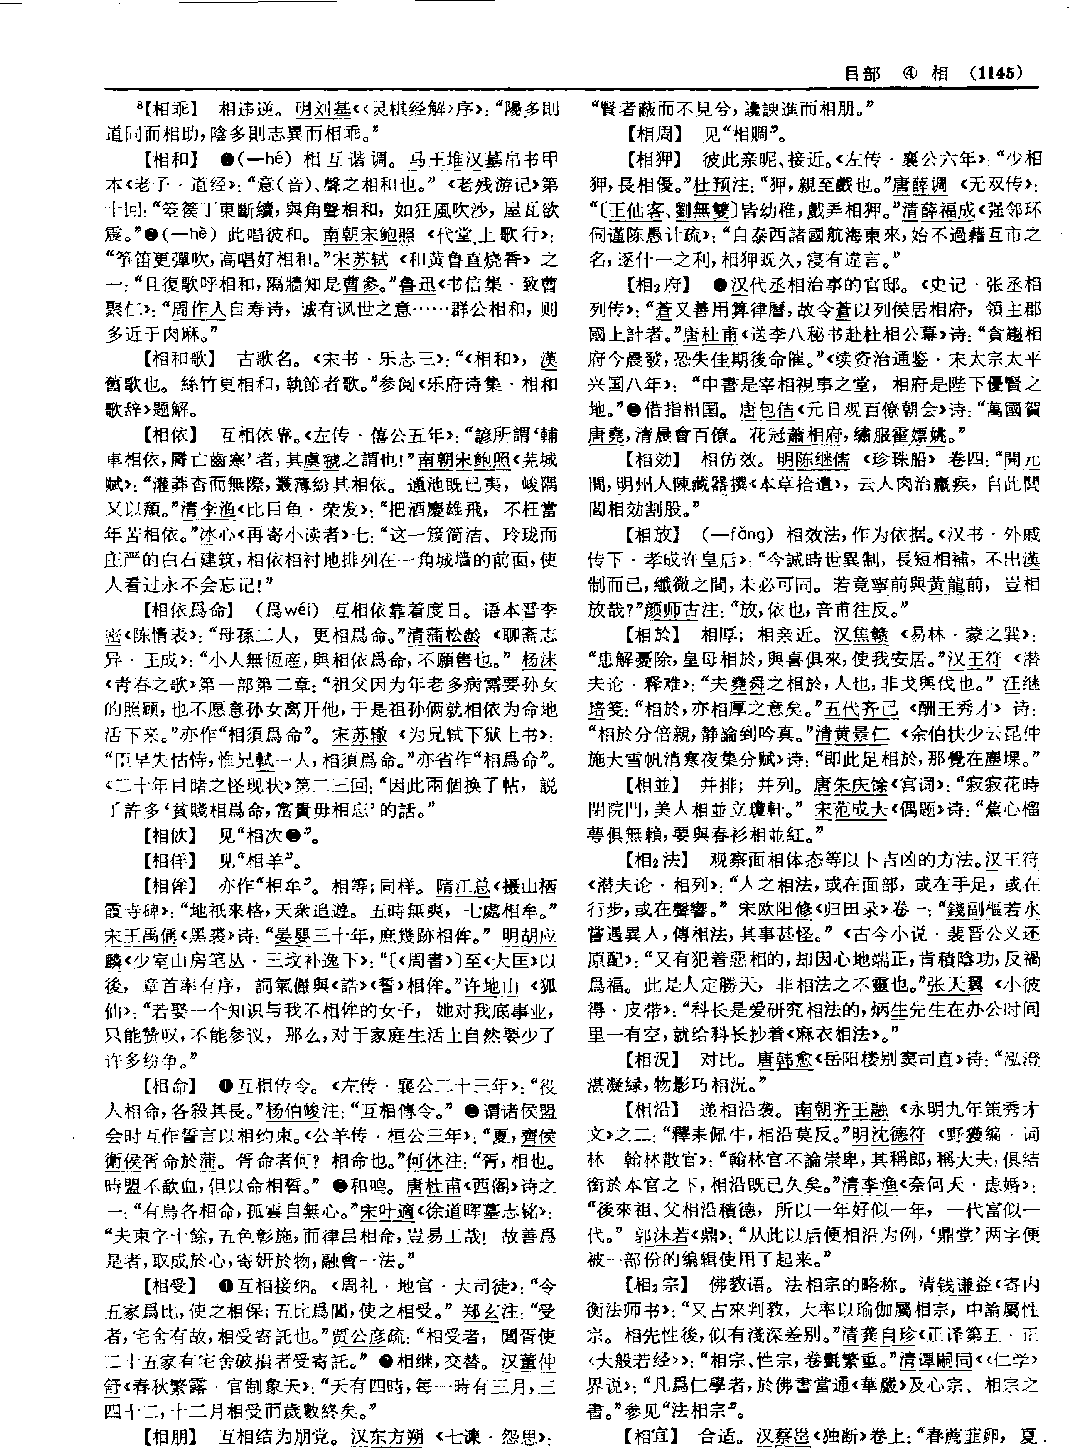 目部 ④ 相 (1145)
⁸【相乖】 相违逆。明刘基《〈灵棋经解〉序》:“陽多則
道同而相助,陰多則志異而相乖。”
【相和】 ❶(—hé) 相互谐调。马王堆汉墓帛书甲
本《老子·道经》:“意(音)、聲之相和也。”《老残游记》第
十回:“箜篌丁東斷續,與角聲相和,如狂風吹沙,屋瓦欲
震。”❷(—hè) 此唱彼和。南朝宋鲍照《代堂上歌行》:
“筝笛更彈吹,高唱好相和。”宋苏轼《和黄鲁直烧香》之
一:“且復歌呼相和,隔牆知是曹参。”鲁迅《书信集·致曹
聚仁》:“周作人自寿诗,诚有讽世之意……群公相和,则
多近于肉麻。”
【相和歌】 古歌名。《宋书·乐志三》:“《相和》,漢
舊歌也。絲竹更相和,執節者歌。”参阅《乐府诗集·相和
歌辞》题解。
【相依】 互相依靠。《左传·僖公五年》:“諺所謂‘輔
車相依,脣亡齒寒’者,其虞虢之謂也!”南朝宋鲍照《芜城
赋》:“灌莽杳而無際,叢薄紛其相依。通池既已夷,峻隅
又以頽。”清李渔《比目鱼·荣发》:“把酒慶雄飛,不枉當
年苦相依。”冰心《再寄小读者》七:“这一簇简洁、玲珑而
庄严的白石建筑,相依相衬地排列在一角城墙的前面,使
人看过永不会忘记!”
【相依爲命】 (爲wéi) 互相依靠着度日。语本晋李
密《陈情表》:“母孫二人,更相爲命。”清蒲松龄《聊斋志
异·王成》:“小人無恆産,與相依爲命,不願售也。”杨沫
《青春之歌》第一部第二章:“祖父因为年老多病需要孙女
的照顾,也不愿意孙女离开他,于是祖孙俩就相依为命地
活下来。”亦作“相須爲命”。宋苏辙《为兄轼下狱上书》:
“臣早失怙恃,惟兄軾一人,相須爲命。”亦省作“相爲命”。
《二十年目睹之怪现状》第二三回:“因此兩個換了帖,説
了許多‘貧賤相爲命,富貴毋相忘’的話。”
【相佽】 见“相次❷”。
【相佯】 见“相羊”。
【相侔】 亦作“相牟”。相等;同样。隋江总《摄山栖
霞寺碑》:“地祇来格,天衆追遊。五時無爽,七處相牟。”
宋王禹偁《黑裘》诗:“晏嬰三十年,庶幾跡相侔。”明胡应
麟《少室山房笔丛·三坟补逸下》:“〔《周書》〕至《大匡》以
後,章首率有序,詞氣儼與《誥》《誓》相侔。”许地山《狐
仙》:“若娶一个知识与我不相侔的女子,她对我底事业,
只能赞叹,不能参议,那么,对于家庭生活上自然要少了
许多纷争。”
【相命】 ❶互相传令。《左传·襄公二十三年》:“役
人相命,各殺其長。”杨伯峻注:“互相傳令。”❷谓诸侯盟
会时互作誓言以相约束。《公羊传·桓公三年》:“夏,齊侯
衛侯胥命於蒲。胥命者何?相命也。”何休注:“胥,相也。
時盟不歃血,但以命相誓。”❸和鸣。唐杜甫《西阁》诗之
一:“百鳥各相命,孤雲自無心。”宋叶適《徐道晖墓志铭》:
“夫束字十餘,五色彰施,而律吕相命,豈易工哉!故善爲
是者,取成於心,寄妍於物,融會一法。”
【相受】 ❶互相接纳。《周礼·地官·大司徒》:“令
五家爲比,使之相保;五比爲閭,使之相受。”郑玄注:“受
者,宅舍有故,相受寄託也。”贾公彦疏:“相受者,閭胥使
二十五家有宅舍破損者受寄託。”❷相继,交替。汉董仲
舒《春秋繁露·官制象天》:“天有四時,每一時有三月,三
四十二,十二月相受而歲數終矣。”
【相朋】 互相结为朋党。汉东方朔《七谏·怨思》:
“賢者蔽而不見兮,讒諛進而相朋。”
【相周】 见“相賙”。
【相狎】 彼此亲昵、接近。《左传·襄公六年》:“少相
狎,長相優。”杜预注:“狎,親至戲也。”唐薛调《无双传》:
“〔王仙客、劉無雙〕皆幼稚,戲弄相狎。”清薛福成《强邻环
伺谨陈愚计疏》:“自泰西諸國航海東來,始不過藉互市之
名,逐什一之利,相狎既久,寖有違言。”
【相₂府】 ❶汉代丞相治事的官邸。《史记·张丞相
列传》:“蒼又善用算律曆,故令蒼以列侯居相府,領主郡
國上計者。”唐杜甫《送李八秘书赴杜相公幕》诗:“貪趨相
府今晨發,恐失佳期後命催。”《续资治通鉴·宋太宗太平
兴国八年》:“中書是宰相視事之堂,相府是陛下優賢之
地。”❷借指相国。唐包佶《元日观百僚朝会》诗:“萬國賀
唐堯,清晨會百僚。花冠蕭相府,繡服霍嫖姚。”
【相効】 相仿效。明陈继儒《珍珠船》卷四:“開元
間,明州人陳藏器撰《本草拾遺》,云人肉治羸疾,自此閭
閻相効割股。”
【相放】 (—fǎng) 相效法,作为依据。《汉书·外戚
传下·孝成许皇后》:“今誠時世異制,長短相補,不出漢
制而已,纖微之間,未必可同。若竟寧前與黄龍前,豈相
放哉?”颜师古注:“放,依也,音甫往反。”
【相於】 相厚;相亲近。汉焦赣《易林·蒙之巽》:
“患解憂除,皇母相於,與喜俱來,使我安居。”汉王符《潜
夫论·释难》:“夫堯舜之相於,人也,非戈與伐也。”汪继
培笺:“相於,亦相厚之意矣。”五代齐己《酬王秀才》诗:
“相於分倍親,静論到吟真。”清黄景仁《余伯扶少云昆仲
施大雪帆消寒夜集分赋》诗:“即此足相於,那覺在塵堁。”
【相並】 并排;并列。唐朱庆馀《宫词》:“寂寂花時
閉院門,美人相並立瓊軒。”宋范成大《偶题》诗:“蕉心榴
萼俱無賴,要與春衫相並紅。”
【相₂法】 观察面相体态等以卜吉凶的方法。汉王符
《潜夫论·相列》:“人之相法,或在面部,或在手足,或在
行步,或在聲響。”宋欧阳修《归田录》卷一:“錢副樞若水
嘗遇異人,傳相法,其事甚怪。”《古今小说·裴晋公义还
原配》:“又有犯着惡相的,却因心地端正,肯積陰功,反禍
爲福。此是人定勝天,非相法之不靈也。”张天翼《小彼
得·皮带》:“科长是爱研究相法的,炳生先生在办公时间
里一有空,就给科长抄着《麻衣相法》。”
【相況】 对比。唐韩愈《岳阳楼别窦司直》诗:“泓澄
湛凝緑,物影巧相況。”
【相沿】 递相沿袭。南朝齐王融《永明九年策秀才
文》之二:“釋耒佩牛,相沿莫反。”明沈德符《野獲编·词
林 翰林散官》:“翰林官不論崇卑,其稱郎,稱大夫,俱結
銜於本官之下,相沿既已久矣。”清李渔《奈何天·虑婚》:
“後來祖、父相沿積德,所以一年好似一年,一代富似一
代。”郭沫若《鼎》:“从此以后便相沿为例,‘鼎堂’两字便
被一部份的编辑使用了起来。”
【相₂宗】 佛教语。法相宗的略称。清钱谦益《寄内
衡法师书》:“又古來判教,大率以瑜伽屬相宗,中論屬性
宗。相先性後,似有淺深差别。”清龚自珍《正译第五·正
〈大般若经〉》:“相宗、性宗,卷氎繁重。”清谭嗣同《〈仁学〉
界说》:“凡爲仁學者,於佛書當通《華嚴》及心宗、相宗之
書。”参见“法相宗”。
【相宜】 合适。汉蔡邕《独断》卷上:“春薦韮卵,夏